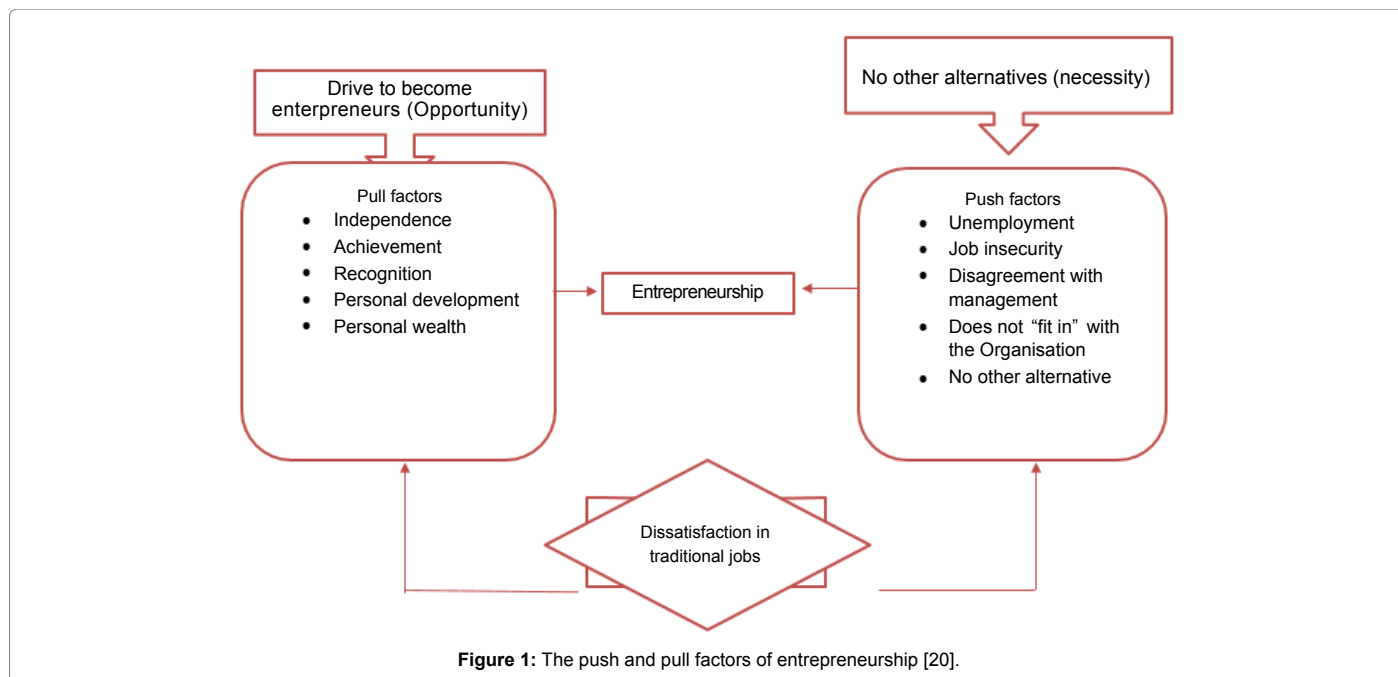 Drive to become
enterpreneurs (Opportunity)
No other alternatives (necessity)
Pull factors
• Independence
• Achievement
• Recognition
• Personal development
• Personal wealth
Entrepreneurship
Push factors
• Unemployment
• Job insecurity
• Disagreement with
management
• Does not “fit in” with
the Organisation
• No other alternative
Dissatisfaction in
traditional jobs
Figure 1: The push and pull factors of entrepreneurship [20].